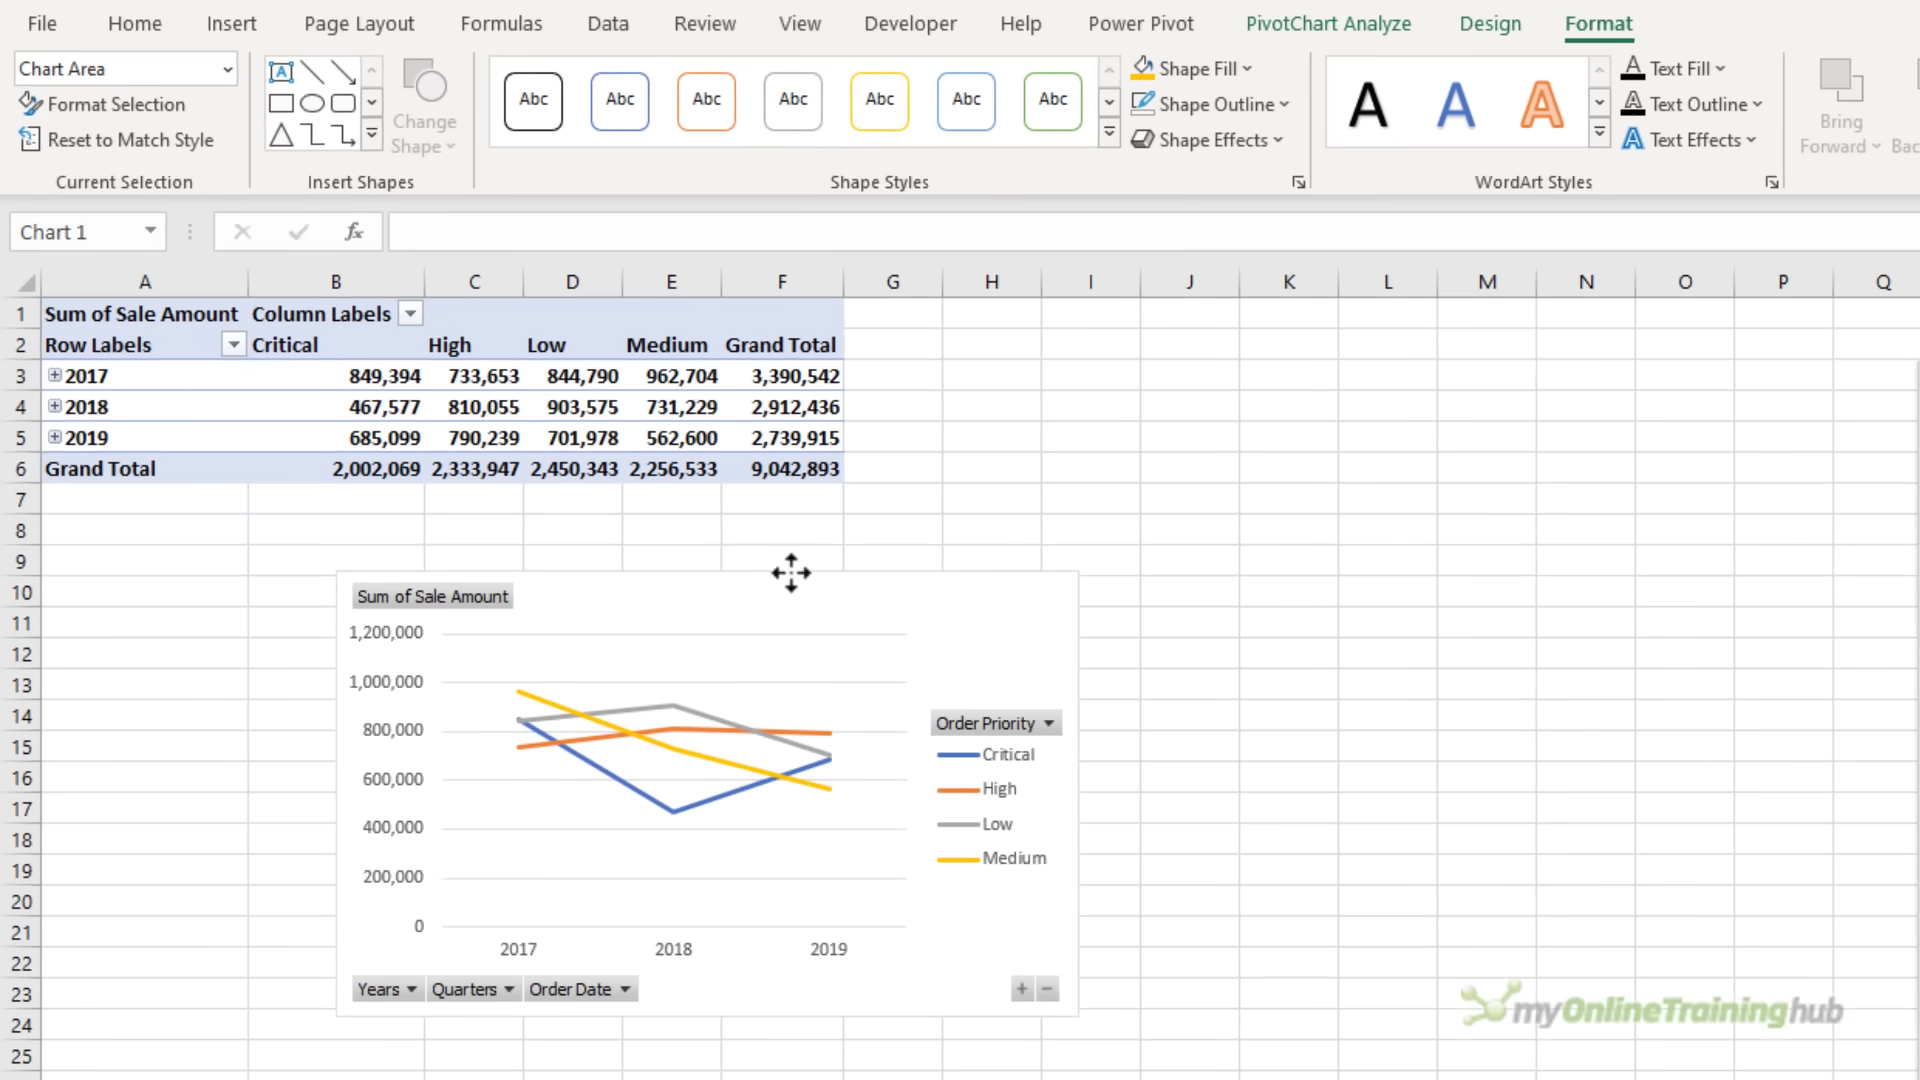 File Home Insert Page Layout Formulas Data Review View Developer Help Power Pivot PivotChart Analyze Design Format
Chart Area
Format Selection
Reset to Match Style
Current Selection
A
Change
Shape
Insert Shapes
Abc Abc Abc Abc Abc Abc Abc
Shape Fill
Shape Outline
Shape Effects
Shape Styles
A A A
A Text Fill
A Text Outline
A Text Effects
WordArt Styles
Bring
Forward
Chart 1 fx
A B C D E F G H I J K L M N O P Q
1 Sum of Sale Amount Column Labels
2 Row Labels Critical High Low Medium Grand Total
3 2017 849,394 733,653 844,790 962,704 3,390,542
4 2018 467,577 810,055 903,575 731,229 2,912,436
5 2019 685,099 790,239 701,978 562,600 2,739,915
6 Grand Total 2,002,069 2,333,947 2,450,343 2,256,533 9,042,893
7
8
9
10
11
12
13
14
15
16
17
18
19
20
21
22
23
24
25
Sum of Sale Amount
1,200,000
1,000,000
800,000
600,000
400,000
200,000
0
2017 2018 2019
Order Priority
Critical
High
Low
Medium
Years Quarters Order Date + −
myOnlineTraininghub